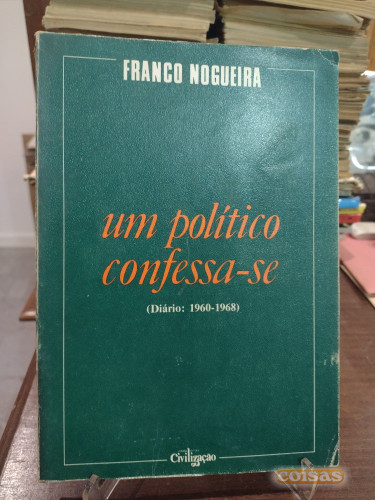 FRANCO NOGUEIRA
um político
confessa-se
(Diário: 1960-1968)
Civilização
coisas